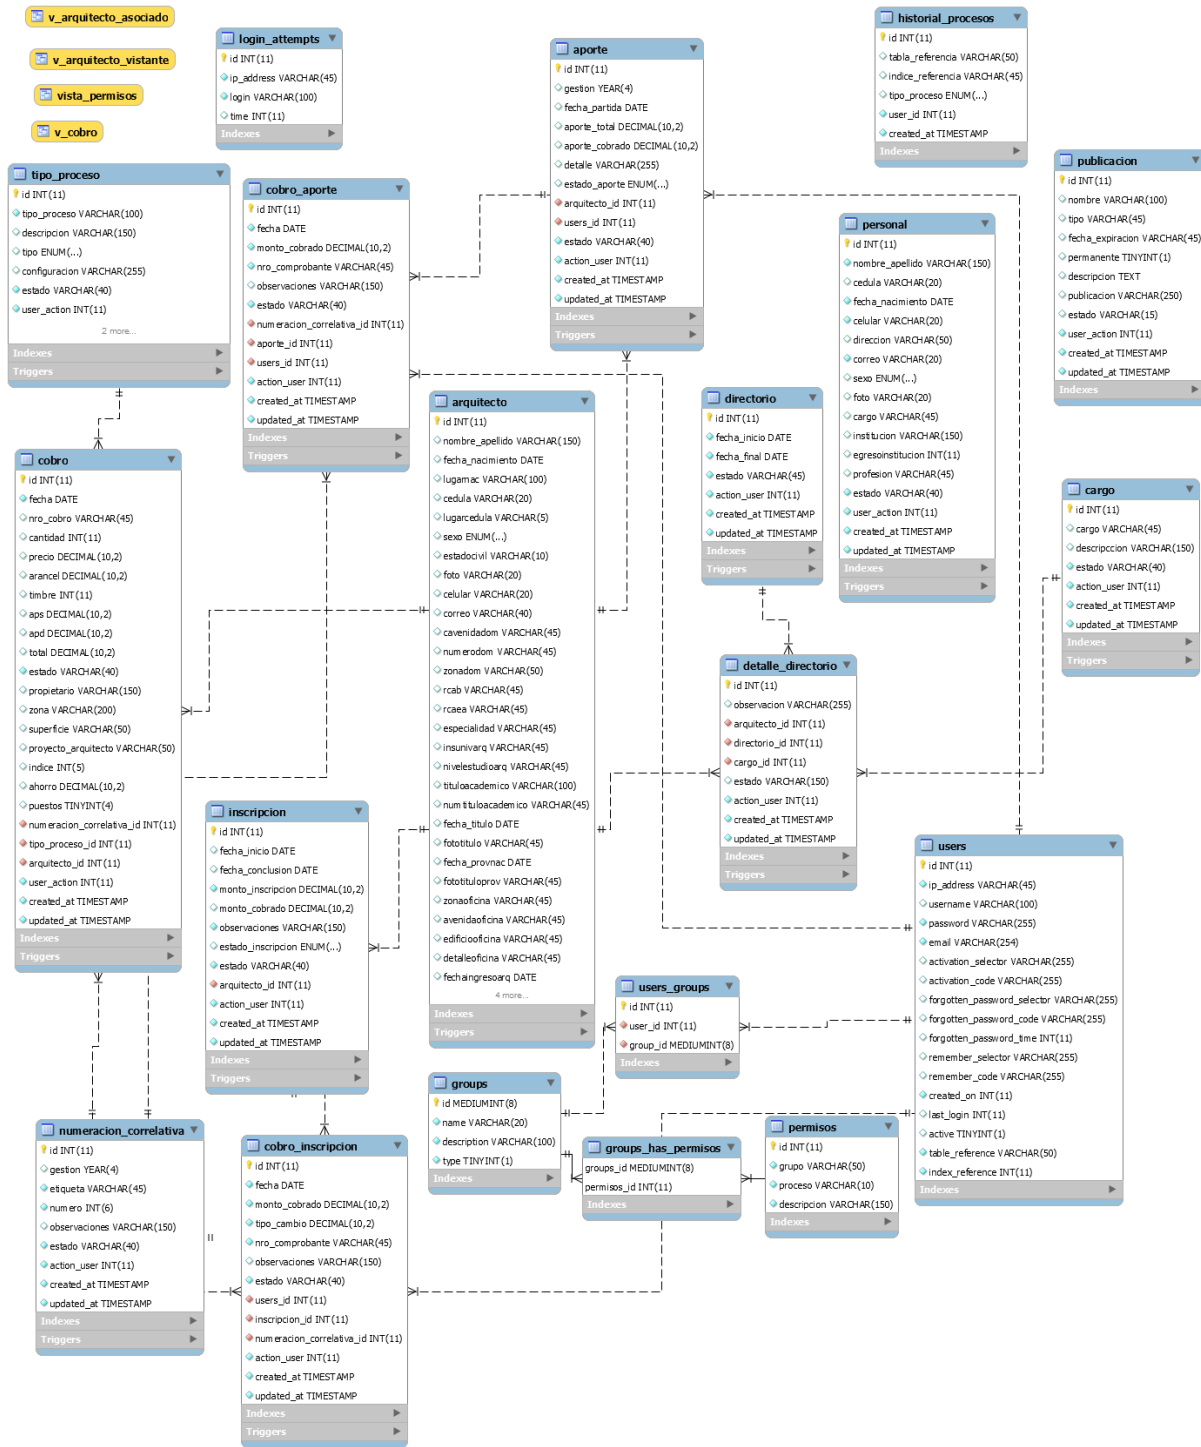 v_arquitecto_asociado
v_arquitecto_vistante
vista_permisos
v_cobro
login_attempts
id INT(11)
ip_address VARCHAR(45)
login VARCHAR(100)
time INT(11)
Indexes
aporte
id INT(11)
gestion YEAR(4)
fecha_partida DATE
aporte_total DECIMAL(10,2)
aporte_cobrado DECIMAL(10,2)
detalle VARCHAR(255)
estado_aporte ENUM(...)
arquitecto_id INT(11)
users_id INT(11)
estado VARCHAR(40)
action_user INT(11)
created_at TIMESTAMP
updated_at TIMESTAMP
Indexes
Triggers
historial_procesos
id INT(11)
tabla_referencia VARCHAR(50)
indice_referencia VARCHAR(45)
tipo_proceso ENUM(...)
user_id INT(11)
created_at TIMESTAMP
Indexes
publicacion
id INT(11)
nombre VARCHAR(100)
tipo VARCHAR(45)
fecha_expiracion VARCHAR(45)
permanente TINYINT(1)
descripcion TEXT
publicacion VARCHAR(250)
estado VARCHAR(15)
user_action INT(11)
created_at TIMESTAMP
updated_at TIMESTAMP
Indexes
tipo_proceso
id INT(11)
tipo_proceso VARCHAR(100)
descripcion VARCHAR(150)
tipo ENUM(...)
configuracion VARCHAR(255)
estado VARCHAR(40)
user_action INT(11)
2 more...
Indexes
Triggers
cobro_aporte
id INT(11)
fecha DATE
monto_cobrado DECIMAL(10,2)
nro_comprobante VARCHAR(45)
observaciones VARCHAR(150)
estado VARCHAR(40)
numeracion_correlativa_id INT(11)
aporte_id INT(11)
users_id INT(11)
action_user INT(11)
created_at TIMESTAMP
updated_at TIMESTAMP
Indexes
Triggers
personal
id INT(11)
nombre_apellido VARCHAR(150)
cedula VARCHAR(20)
fecha_nacimiento DATE
celular VARCHAR(20)
direccion VARCHAR(50)
correo VARCHAR(20)
sexo ENUM(...)
foto VARCHAR(20)
cargo VARCHAR(45)
institucion VARCHAR(150)
egresoinstitucion INT(11)
profesion VARCHAR(45)
estado VARCHAR(40)
user_action INT(11)
created_at TIMESTAMP
updated_at TIMESTAMP
Indexes
Triggers
directorio
id INT(11)
fecha_inicio DATE
fecha_final DATE
estado VARCHAR(45)
action_user INT(11)
created_at TIMESTAMP
updated_at TIMESTAMP
Indexes
Triggers
arquitecto
id INT(11)
nombre_apellido VARCHAR(150)
fecha_nacimiento DATE
lugarnac VARCHAR(100)
cedula VARCHAR(20)
lugarcedula VARCHAR(5)
sexo ENUM(...)
estadocivil VARCHAR(10)
foto VARCHAR(20)
celular VARCHAR(20)
correo VARCHAR(40)
cavenidadom VARCHAR(45)
numerodom VARCHAR(45)
zonadom VARCHAR(50)
rcab VARCHAR(45)
rcaea VARCHAR(45)
especialidad VARCHAR(45)
insunivarq VARCHAR(45)
nivelestudioarq VARCHAR(45)
tituloacademico VARCHAR(100)
numtituloacademico VARCHAR(45)
fecha_titulo DATE
fototitulo VARCHAR(45)
fecha_provnac DATE
fototituloprov VARCHAR(45)
zonaoficina VARCHAR(45)
avenidaoficina VARCHAR(45)
edificiooficina VARCHAR(45)
detalleoficina VARCHAR(45)
fechaingresoarq DATE
4 more...
Indexes
Triggers
cobro
id INT(11)
fecha DATE
nro_cobro VARCHAR(45)
cantidad INT(11)
precio DECIMAL(10,2)
arancel DECIMAL(10,2)
timbre INT(11)
aps DECIMAL(10,2)
apd DECIMAL(10,2)
total DECIMAL(10,2)
estado VARCHAR(40)
propietario VARCHAR(150)
zona VARCHAR(200)
superficie VARCHAR(50)
proyecto_arquitecto VARCHAR(50)
indice INT(5)
ahorro DECIMAL(10,2)
puestos TINYINT(4)
numeracion_correlativa_id INT(11)
tipo_proceso_id INT(11)
arquitecto_id INT(11)
user_action INT(11)
created_at TIMESTAMP
updated_at TIMESTAMP
Indexes
Triggers
cargo
id INT(11)
cargo VARCHAR(45)
descripccion VARCHAR(150)
estado VARCHAR(40)
action_user INT(11)
created_at TIMESTAMP
updated_at TIMESTAMP
Indexes
Triggers
detalle_directorio
id INT(11)
observacion VARCHAR(255)
arquitecto_id INT(11)
directorio_id INT(11)
cargo_id INT(11)
estado VARCHAR(150)
action_user INT(11)
created_at TIMESTAMP
updated_at TIMESTAMP
Indexes
Triggers
inscripcion
id INT(11)
fecha_inicio DATE
fecha_conclusion DATE
monto_inscripcion DECIMAL(10,2)
monto_cobrado DECIMAL(10,2)
observaciones VARCHAR(150)
estado_inscripcion ENUM(...)
estado VARCHAR(40)
arquitecto_id INT(11)
action_user INT(11)
created_at TIMESTAMP
updated_at TIMESTAMP
Indexes
Triggers
users
id INT(11)
ip_address VARCHAR(45)
username VARCHAR(100)
password VARCHAR(255)
email VARCHAR(254)
activation_selector VARCHAR(255)
activation_code VARCHAR(255)
forgotten_password_selector VARCHAR(255)
forgotten_password_code VARCHAR(255)
forgotten_password_time INT(11)
remember_selector VARCHAR(255)
remember_code VARCHAR(255)
created_on INT(11)
last_login INT(11)
active TINYINT(1)
table_reference VARCHAR(50)
index_reference INT(11)
Indexes
users_groups
id INT(11)
user_id INT(11)
group_id MEDIUMINT(8)
Indexes
groups
id MEDIUMINT(8)
name VARCHAR(20)
description VARCHAR(100)
type TINYINT(1)
Indexes
groups_has_permisos
groups_id MEDIUMINT(8)
permisos_id INT(11)
Indexes
permisos
id INT(11)
grupo VARCHAR(50)
proceso VARCHAR(10)
descripcion VARCHAR(150)
Indexes
numeracion_correlativa
id INT(11)
gestion YEAR(4)
etiqueta VARCHAR(45)
numero INT(6)
observaciones VARCHAR(150)
estado VARCHAR(40)
action_user INT(11)
created_at TIMESTAMP
updated_at TIMESTAMP
Indexes
Triggers
cobro_inscripcion
id INT(11)
fecha DATE
monto_cobrado DECIMAL(10,2)
tipo_cambio DECIMAL(10,2)
nro_comprobante VARCHAR(45)
observaciones VARCHAR(150)
estado VARCHAR(40)
users_id INT(11)
inscripcion_id INT(11)
numeracion_correlativa_id INT(11)
action_user INT(11)
created_at TIMESTAMP
updated_at TIMESTAMP
Indexes
Triggers